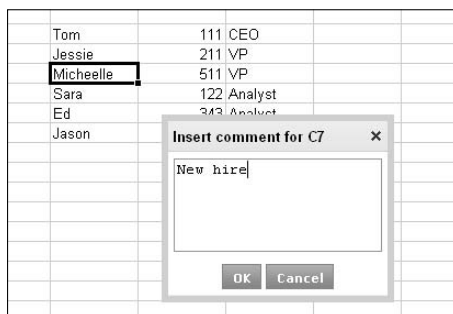 Tom 111 CEO
Jessie 211 VP
Micheelle 511 VP
Sara 122 Analyst
Ed 343 Analyst
Jason
Insert comment for C7 ×
New hire
OK Cancel